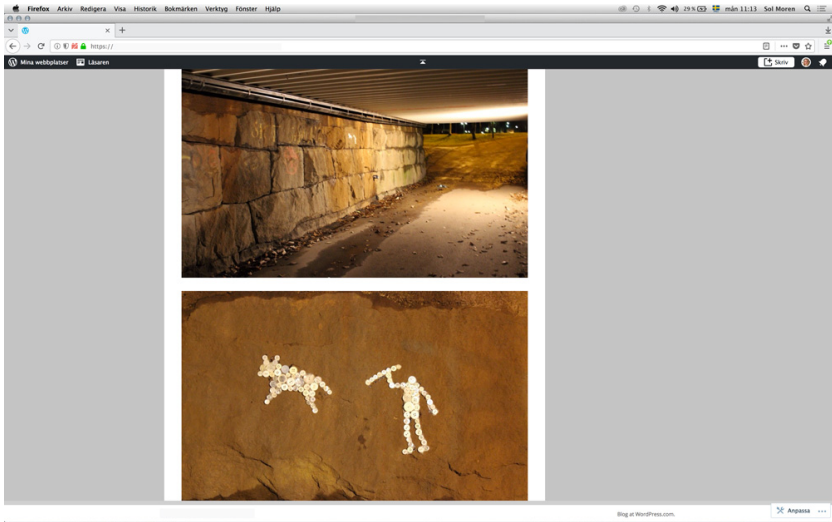 Firefox Arkiv Redigera Visa Historik Bokmärken Verktyg Fönster Hjälp 29 % mån 11:13 Sol Moren
https://
Mina webbplatser Läsaren Skriv
Blog at WordPress.com.
Anpassa